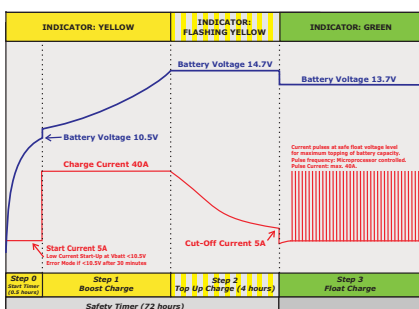 INDICATOR: YELLOW
INDICATOR:
FLASHING YELLOW
INDICATOR: GREEN
Battery Voltage 14.7V
Battery Voltage 13.7V
Battery Voltage 10.5V
Charge Current 40A
Current pulses at safe float voltage level
for maximum topping of battery capacity.
Pulse frequency: Microprocessor controlled.
Pulse Current: max. 40A.
Start Current 5A
Low Current Start-Up at Vbatt <10.5V
Error Mode if <10.5V after 30 minutes
Cut-Off Current 5A
Step 0
Start Timer
(0.5 hours)
Step 1
Boost Charge
Step 2
Top Up Charge (4 hours)
Step 3
Float Charge
Safety Timer (72 hours)